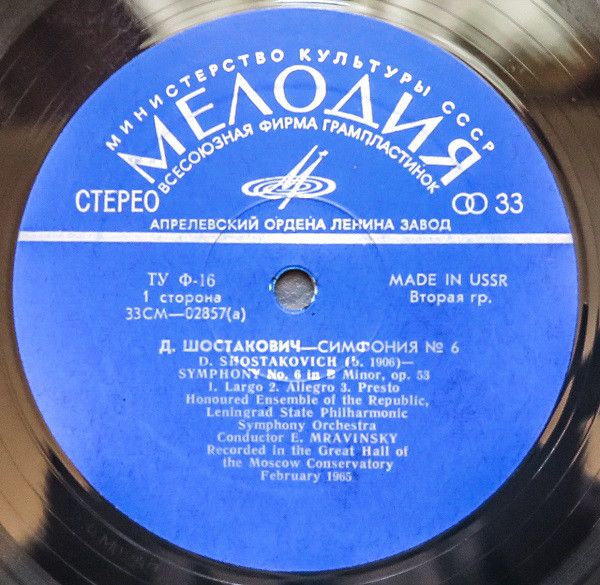 МИНИСТЕРСТВО КУЛЬТУРЫ СССР
МЕЛОДИЯ
ВСЕСОЮЗНАЯ ФИРМА ГРАМПЛАСТИНОК
СТЕРЕО
33
АПРЕЛЕВСКИЙ ОРДЕНА ЛЕНИНА ЗАВОД
ТУ Ф-16
MADE IN USSR
1 сторона
Вторая гр.
33СМ—02857(а)
Д. ШОСТАКОВИЧ—СИМФОНИЯ № 6
D. SHOSTAKOVICH (b. 1906)—
SYMPHONY No. 6 in B Minor, op. 53
1. Largo 2. Allegro 3. Presto
Honoured Ensemble of the Republic,
Leningrad State Philharmonic
Symphony Orchestra
Conductor E. MRAVINSKY
Recorded in the Great Hall of
the Moscow Conservatory
February 1965